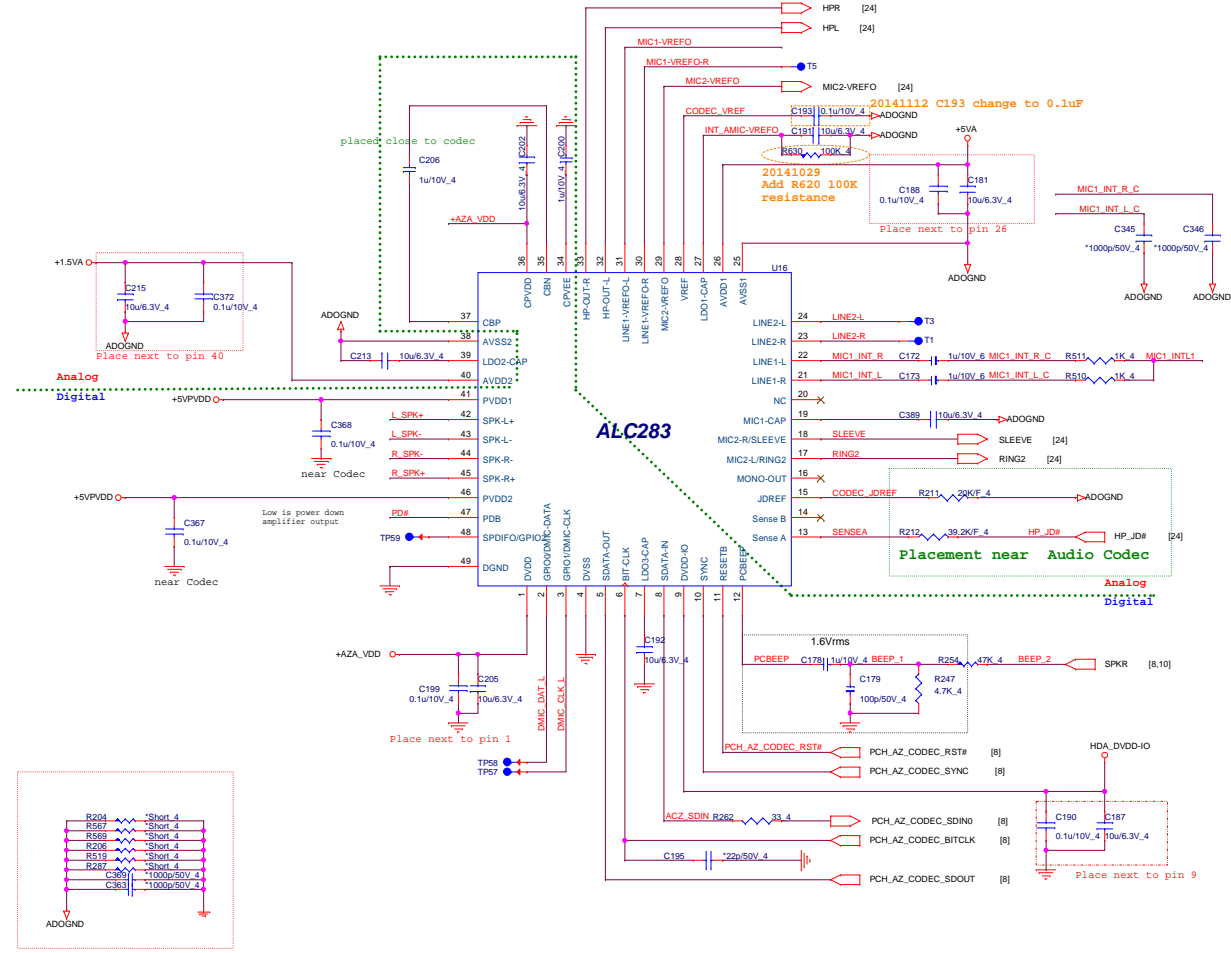 HPR [24]
HPL [24]
MIC1-VREFO
MIC1-VREFO-R
T5
MIC2-VREFO
MIC2-VREFO [24]
20141112 C193 change to 0.1uF
CODEC_VREF
C193 0.1u/10V_4
ADOGND
INT_AMIC-VREFO
C191 10u/6.3V_4
ADOGND
+5VA
R630 100K_4
20141029
Add R620 100K
resistance
placed close to codec
C206
1u/10V_4
C202
10u/6.3V_4
C200
1u/10V_4
+AZA_VDD
C188
0.1u/10V_4
C181
10u/6.3V_4
Place next to pin 26
ADOGND
MIC1_INT_R_C
MIC1_INT_L_C
C345
*1000p/50V_4
C346
*1000p/50V_4
ADOGND
ADOGND
+1.5VA
C215
10u/6.3V_4
C372
0.1u/10V_4
ADOGND
Place next to pin 40
ADOGND
C213 10u/6.3V_4
Analog
Digital
36 35 34 33 32 31 30 29 28 27 26 25
CPVDD
CBN
CPVEE
HP-OUT-R
HP-OUT-L
LINE1-VREFO-L
LINE1-VREFO-R
MIC2-VREFO
VREF
LDO1-CAP
AVDD1
AVSS1
U16
37 CBP
38 AVSS2
39 LDO2-CAP
40 AVDD2
+5VPVDD 41 PVDD1
L_SPK+ 42 SPK-L+
L_SPK- 43 SPK-L-
R_SPK- 44 SPK-R-
R_SPK+ 45 SPK-R+
+5VPVDD 46 PVDD2
PD# 47 PDB
TP59 48 SPDIFO/GPIO2
49 DGND
C368
0.1u/10V_4
near Codec
C367
0.1u/10V_4
near Codec
Low is power down
amplifier output
ALC283
LINE2-L 24 LINE2-L T3
LINE2-R 23 LINE2-R T1
LINE1-L 22 MIC1_INT_R C172 1u/10V_6 MIC1_INT_R_C R511 1K_4 MIC1_INTL1
LINE1-R 21 MIC1_INT_L C173 1u/10V_6 MIC1_INT_L_C R510 1K_4
NC 20
MIC1-CAP 19 C389 10u/6.3V_4 ADOGND
MIC2-R/SLEEVE 18 SLEEVE SLEEVE [24]
MIC2-L/RING2 17 RING2 RING2 [24]
MONO-OUT 16
JDREF 15 CODEC_JDREF R211 20K/F_4 ADOGND
Sense B 14
Sense A 13 SENSEA R212 39.2K/F_4 HP_JD# HP_JD# [24]
Placement near Audio Codec
Analog
Digital
DVDD
GPIO0/DMIC-DATA
GPIO1/DMIC-CLK
DVSS
SDATA-OUT
BIT-CLK
LDO3-CAP
SDATA-IN
DVDD-IO
SYNC
RESETB
PCBEEP
1 2 3 4 5 6 7 8 9 10 11 12
+AZA_VDD
C199
0.1u/10V_4
C205
10u/6.3V_4
Place next to pin 1
DMIC_DAT_L
DMIC_CLK_L
TP58
TP57
C192
10u/6.3V_4
1.6Vrms
PCBEEP C178 1u/10V_4 BEEP_1 R254 47K_4 BEEP_2 SPKR [8,10]
C179
100p/50V_4
R247
4.7K_4
PCH_AZ_CODEC_RST# PCH_AZ_CODEC_RST# [8]
PCH_AZ_CODEC_SYNC [8]
HDA_DVDD-IO
ACZ_SDIN R262 33_4 PCH_AZ_CODEC_SDIN0 [8]
PCH_AZ_CODEC_BITCLK [8]
C195 *22p/50V_4
PCH_AZ_CODEC_SDOUT [8]
C190
0.1u/10V_4
C187
10u/6.3V_4
Place next to pin 9
R204 *Short_4
R567 *Short_4
R569 *Short_4
R206 *Short_4
R519 *Short_4
R287 *Short_4
C369 *1000p/50V_4
C363 *1000p/50V_4
ADOGND